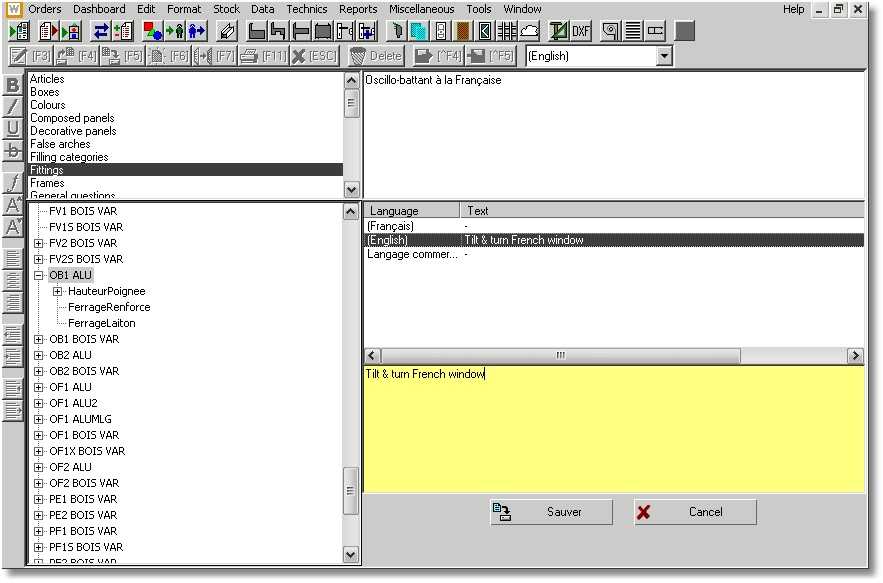 W Orders Dashboard Edit Format Stock Data Technics Reports Miscellaneous Tools Window Help
DXF
[F3] [F4] [F5] [F6] [F7] [F11] [ESC] Delete [^F4] [^F5] (English)
B
I
U
b
f
A
A
Articles
Boxes
Colours
Composed panels
Decorative panels
False arches
Filling categories
Fittings
Frames
General questions
Oscillo-battant à la Française
FV1 BOIS VAR
FV1S BOIS VAR
FV2 BOIS VAR
FV2S BOIS VAR
OB1 ALU
HauteurPoignee
FerrageRenforce
FerrageLaiton
OB1 BOIS VAR
OB2 ALU
OB2 BOIS VAR
OF1 ALU
OF1 ALU2
OF1 ALUMLG
OF1 BOIS VAR
OF1X BOIS VAR
OF2 ALU
OF2 BOIS VAR
PE1 BOIS VAR
PE2 BOIS VAR
PF1 BOIS VAR
PF1S BOIS VAR
PF2 BOIS VAR
Language Text
(Français) -
(English) Tilt & turn French window
Langage commer... -
Tilt & turn French window
Sauver Cancel